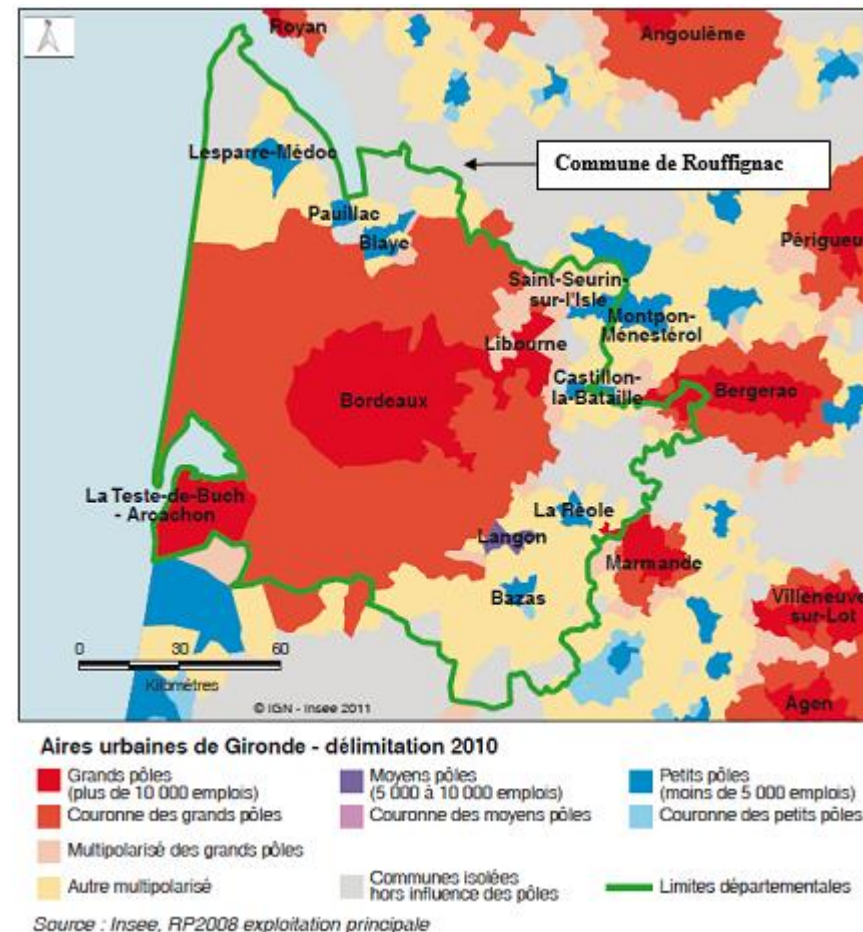 Royan
Angoulême
Lesparre-Médoc
Commune de Rouffignac
Pauillac
Blaye
Périgueux
Saint-Seurin-
sur-l'Isle
Montpon-
Ménestérol
Libourne
Castillon-
la-Bataille
Bordeaux
Bergerac
La Teste-de-Buch
- Arcachon
La Réole
Langon
Marmande
Bazas
Villeneuve
sur-Lot
Agen
0 30 60
Kilomètres
© IGN - Insee 2011
Aires urbaines de Gironde - délimitation 2010
Grands pôles
(plus de 10 000 emplois)
Moyens pôles
(5 000 à 10 000 emplois)
Petits pôles
(moins de 5 000 emplois)
Couronne des grands pôles
Couronne des moyens pôles
Couronne des petits pôles
Multipolarisé des grands pôles
Autre multipolarisé
Communes isolées
hors influence des pôles
Limites départementales
Source : Insee, RP2008 exploitation principale